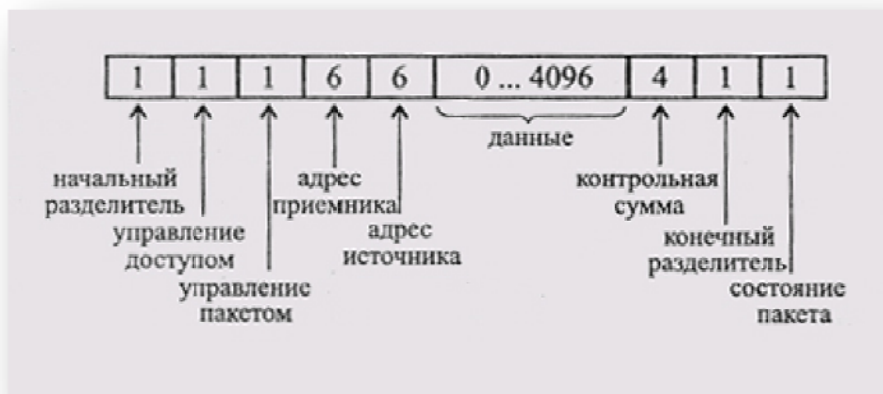 1 1 1 6 6 0 ... 4096 4 1 1
данные
начальный
разделитель
управление
доступом
управление
пакетом
адрес
приемника
адрес
источника
контрольная
сумма
конечный
разделитель
состояние
пакета